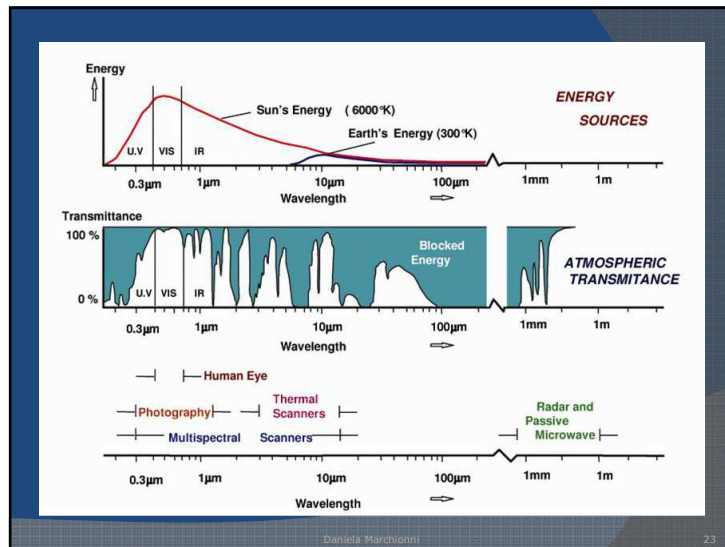 Energy
ENERGY
SOURCES
Sun's Energy (6000°K)
Earth's Energy (300°K)
U.V VIS IR
0.3µm 1µm 10µm 100µm 1mm 1m
Wavelength
Transmittance
100 %
Blocked
Energy
ATMOSPHERIC
TRANSMITANCE
0 %
U.V VIS IR
0.3µm 1µm 10µm 100µm 1mm 1m
Wavelength
Human Eye
Thermal
Scanners
Photography
Radar and
Passive
Microwave
Multispectral Scanners
0.3µm 1µm 10µm 100µm 1mm 1m
Wavelength
Daniela Marchionni 23